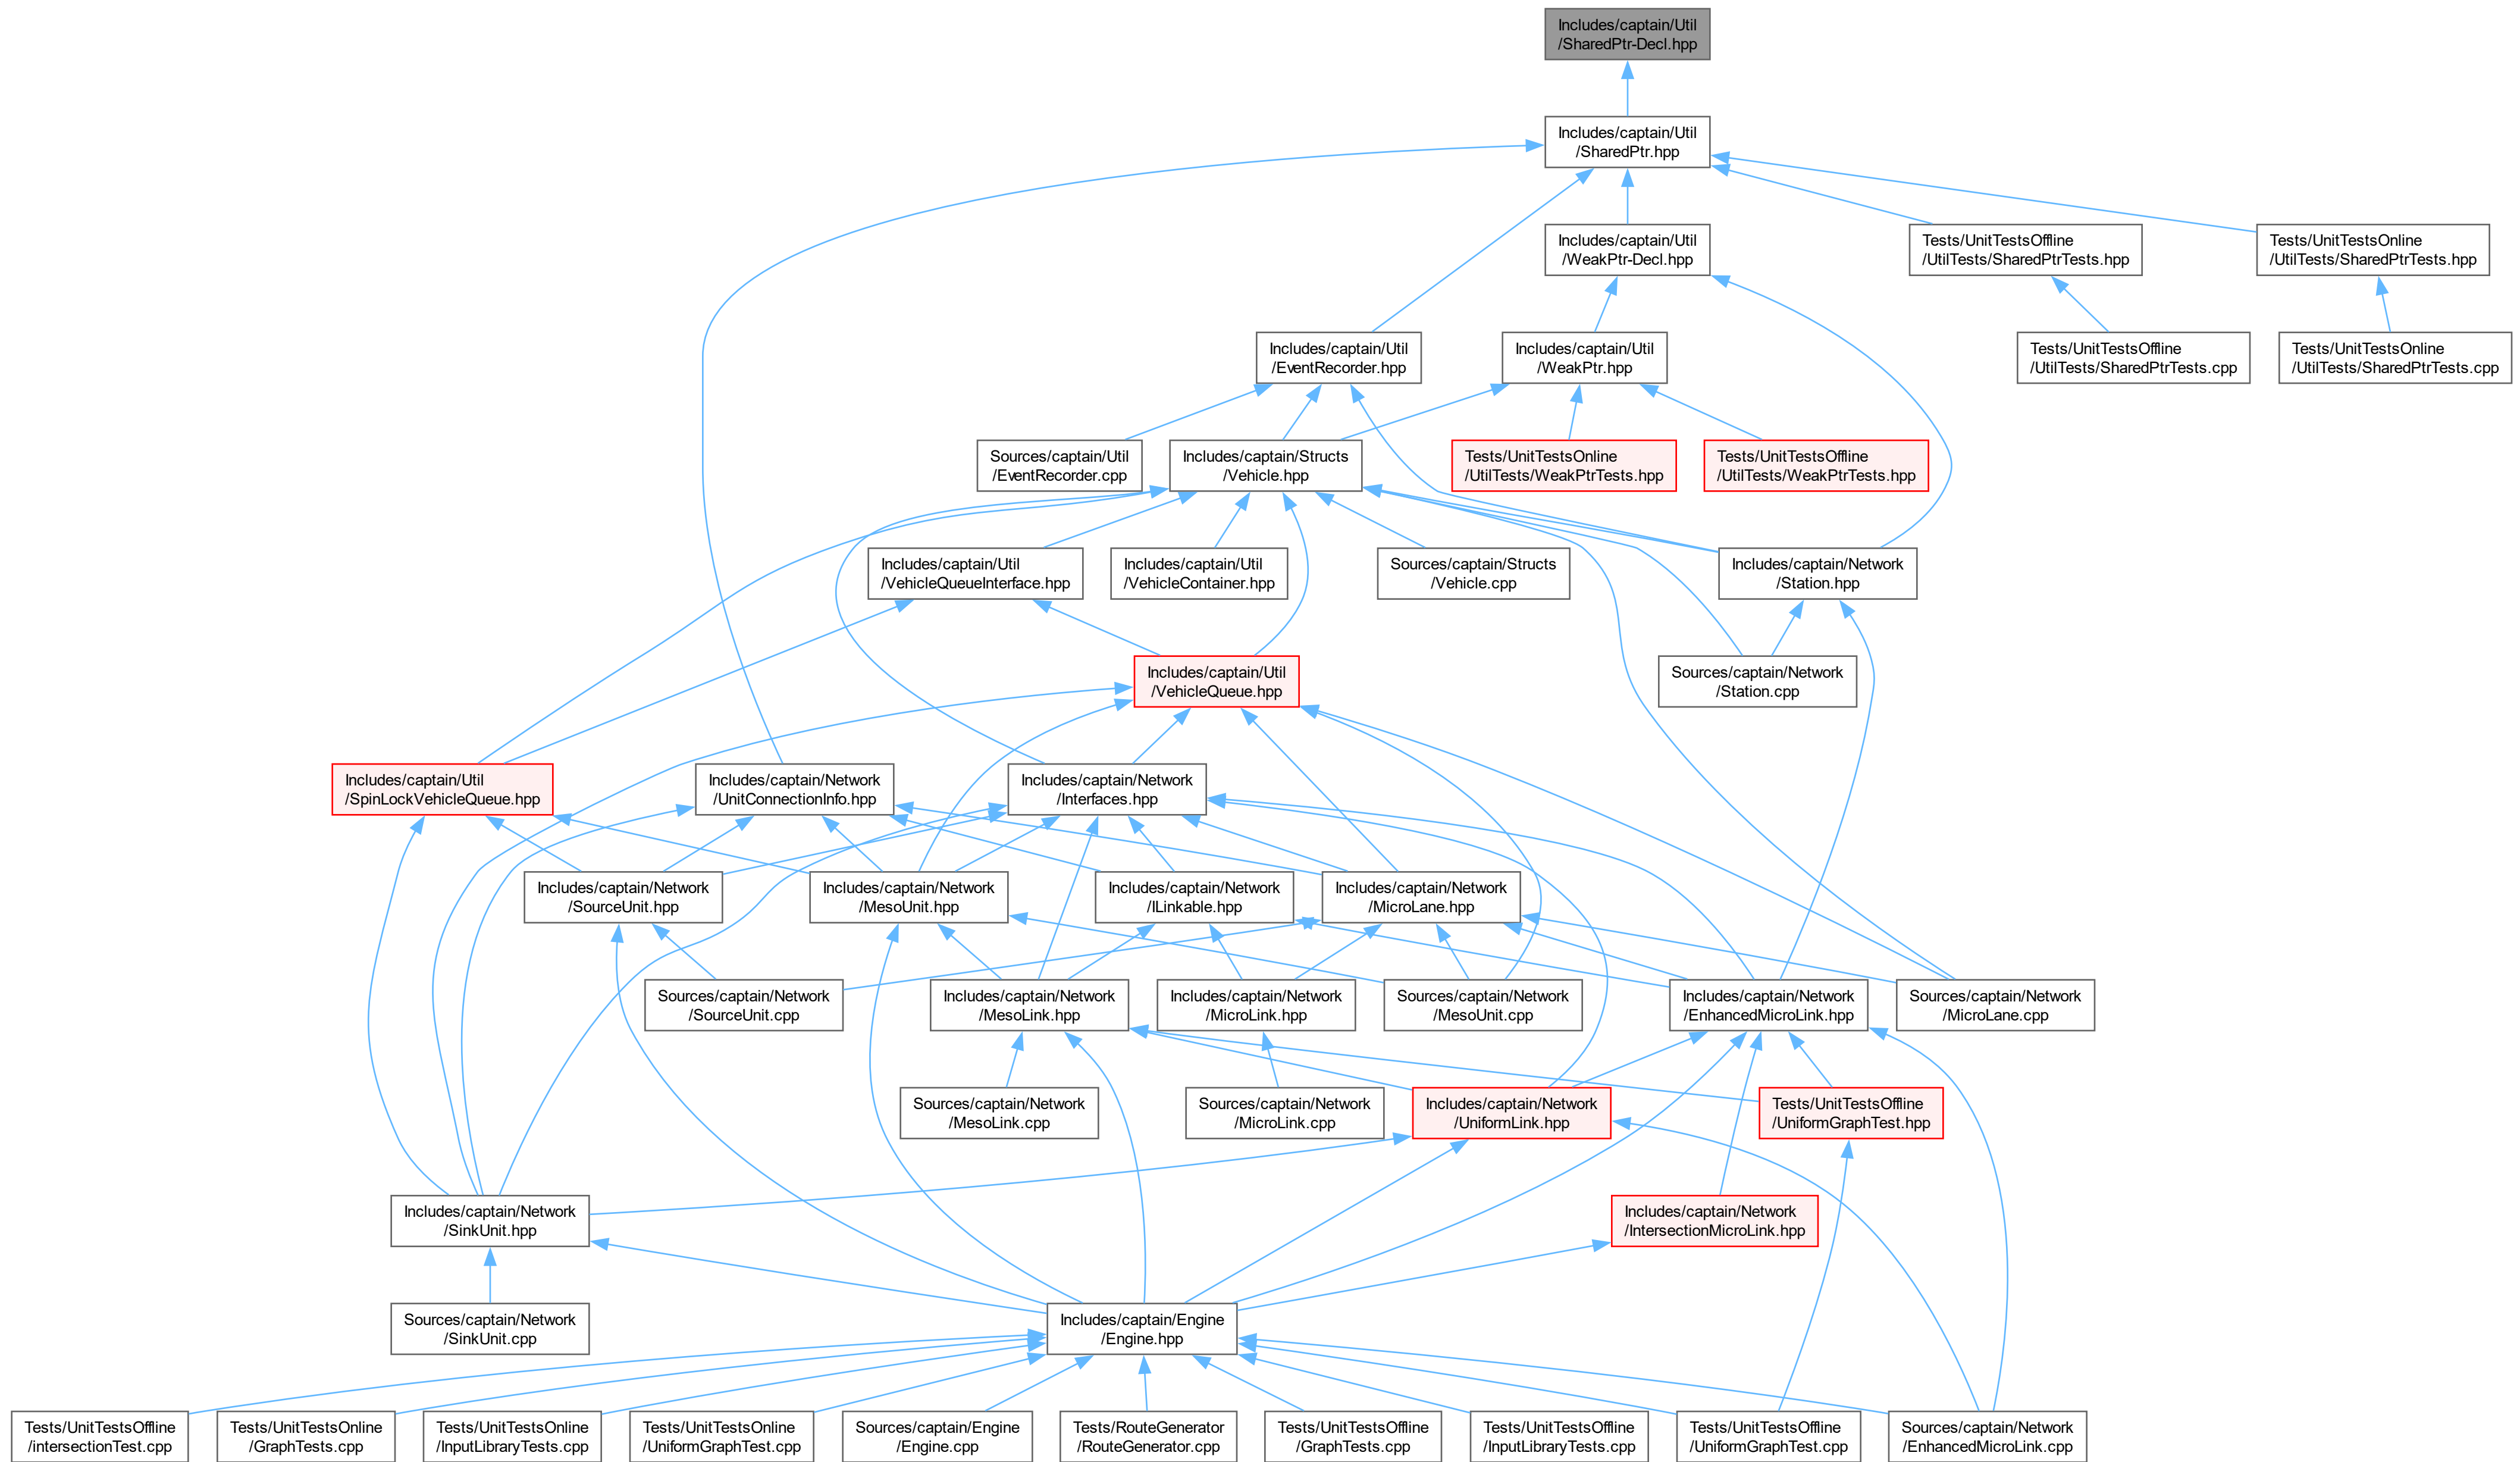 Includes/captain/Util
/SharedPtr-Decl.hpp
Includes/captain/Util
/SharedPtr.hpp
Includes/captain/Util
/WeakPtr-Decl.hpp
Tests/UnitTestsOffline
/UtilTests/SharedPtrTests.hpp
Tests/UnitTestsOnline
/UtilTests/SharedPtrTests.hpp
Includes/captain/Util
/EventRecorder.hpp
Includes/captain/Util
/WeakPtr.hpp
Tests/UnitTestsOffline
/UtilTests/SharedPtrTests.cpp
Tests/UnitTestsOnline
/UtilTests/SharedPtrTests.cpp
Sources/captain/Util
/EventRecorder.cpp
Includes/captain/Structs
/Vehicle.hpp
Tests/UnitTestsOnline
/UtilTests/WeakPtrTests.hpp
Tests/UnitTestsOffline
/UtilTests/WeakPtrTests.hpp
Includes/captain/Util
/VehicleQueueInterface.hpp
Includes/captain/Util
/VehicleContainer.hpp
Sources/captain/Structs
/Vehicle.cpp
Includes/captain/Network
/Station.hpp
Includes/captain/Util
/VehicleQueue.hpp
Sources/captain/Network
/Station.cpp
Includes/captain/Util
/SpinLockVehicleQueue.hpp
Includes/captain/Network
/UnitConnectionInfo.hpp
Includes/captain/Network
/Interfaces.hpp
Includes/captain/Network
/SourceUnit.hpp
Includes/captain/Network
/MesoUnit.hpp
Includes/captain/Network
/ILinkable.hpp
Includes/captain/Network
/MicroLane.hpp
Sources/captain/Network
/SourceUnit.cpp
Includes/captain/Network
/MesoLink.hpp
Includes/captain/Network
/MicroLink.hpp
Sources/captain/Network
/MesoUnit.cpp
Includes/captain/Network
/EnhancedMicroLink.hpp
Sources/captain/Network
/MicroLane.cpp
Sources/captain/Network
/MesoLink.cpp
Sources/captain/Network
/MicroLink.cpp
Includes/captain/Network
/UniformLink.hpp
Tests/UnitTestsOffline
/UniformGraphTest.hpp
Includes/captain/Network
/SinkUnit.hpp
Includes/captain/Network
/IntersectionMicroLink.hpp
Sources/captain/Network
/SinkUnit.cpp
Includes/captain/Engine
/Engine.hpp
Tests/UnitTestsOffline
/intersectionTest.cpp
Tests/UnitTestsOnline
/GraphTests.cpp
Tests/UnitTestsOnline
/InputLibraryTests.cpp
Tests/UnitTestsOnline
/UniformGraphTest.cpp
Sources/captain/Engine
/Engine.cpp
Tests/RouteGenerator
/RouteGenerator.cpp
Tests/UnitTestsOffline
/GraphTests.cpp
Tests/UnitTestsOffline
/InputLibraryTests.cpp
Tests/UnitTestsOffline
/UniformGraphTest.cpp
Sources/captain/Network
/EnhancedMicroLink.cpp